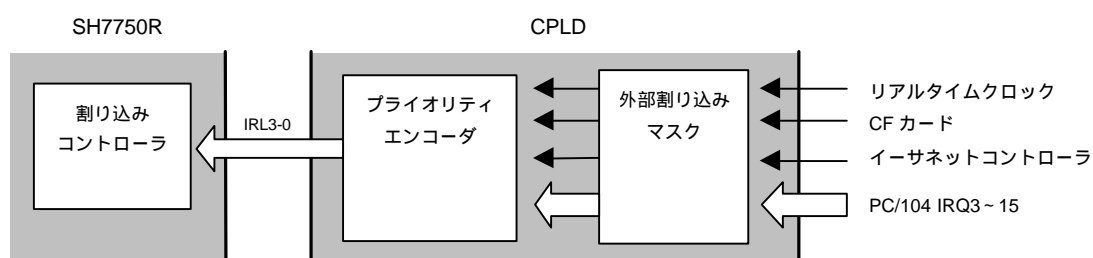 SH7750R
CPLD
割り込み
コントローラ
IRL3-0
プライオリティ
エンコーダ
外部割り込み
マスク
リアルタイムクロック
CF カード
イーサネットコントローラ
PC/104 IRQ3～15